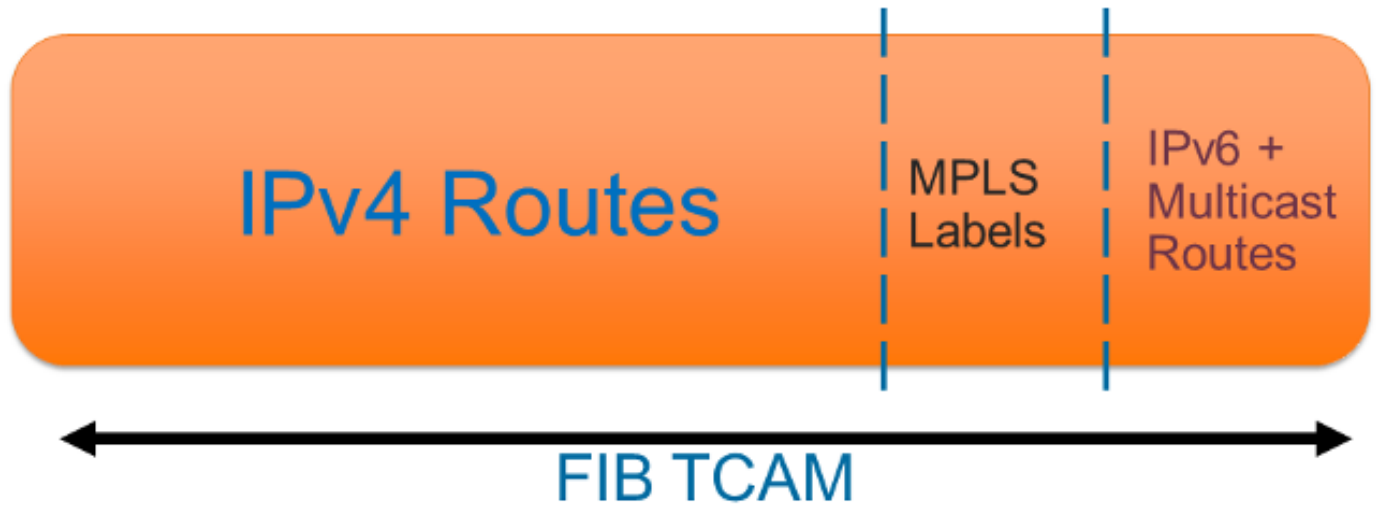 IPv4 Routes
MPLS
Labels
IPv6 +
Multicast
Routes
FIB TCAM